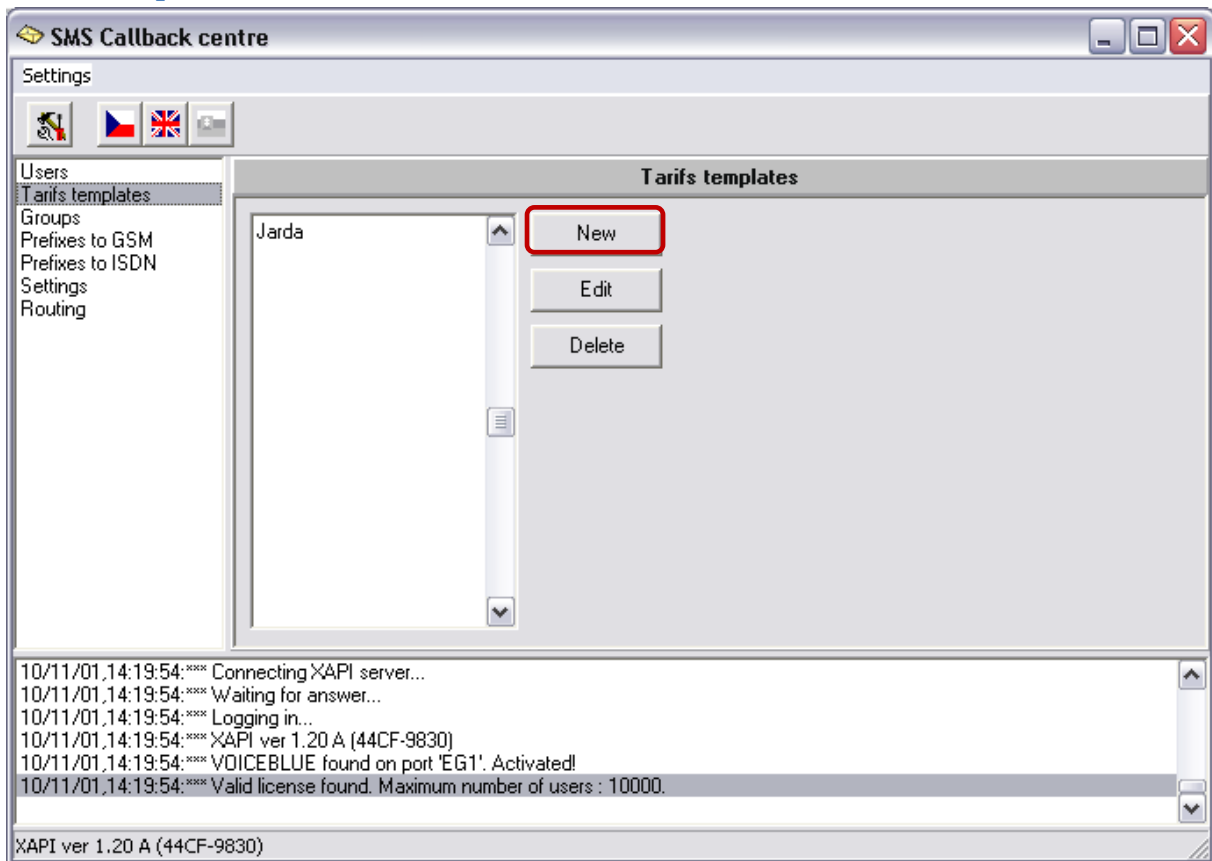 SMS Callback centre
Settings
Users
Tarifs templates
Groups
Prefixes to GSM
Prefixes to ISDN
Settings
Routing
Tarifs templates
Jarda
New
Edit
Delete
10/11/01,14:19:54:*** Connecting XAPI server...
10/11/01,14:19:54:*** Waiting for answer...
10/11/01,14:19:54:*** Logging in...
10/11/01,14:19:54:*** XAPI ver 1.20 A (44CF-9830)
10/11/01,14:19:54:*** VOICEBLUE found on port 'EG1'. Activated!
10/11/01,14:19:54:*** Valid license found. Maximum number of users : 10000.
XAPI ver 1.20 A (44CF-9830)